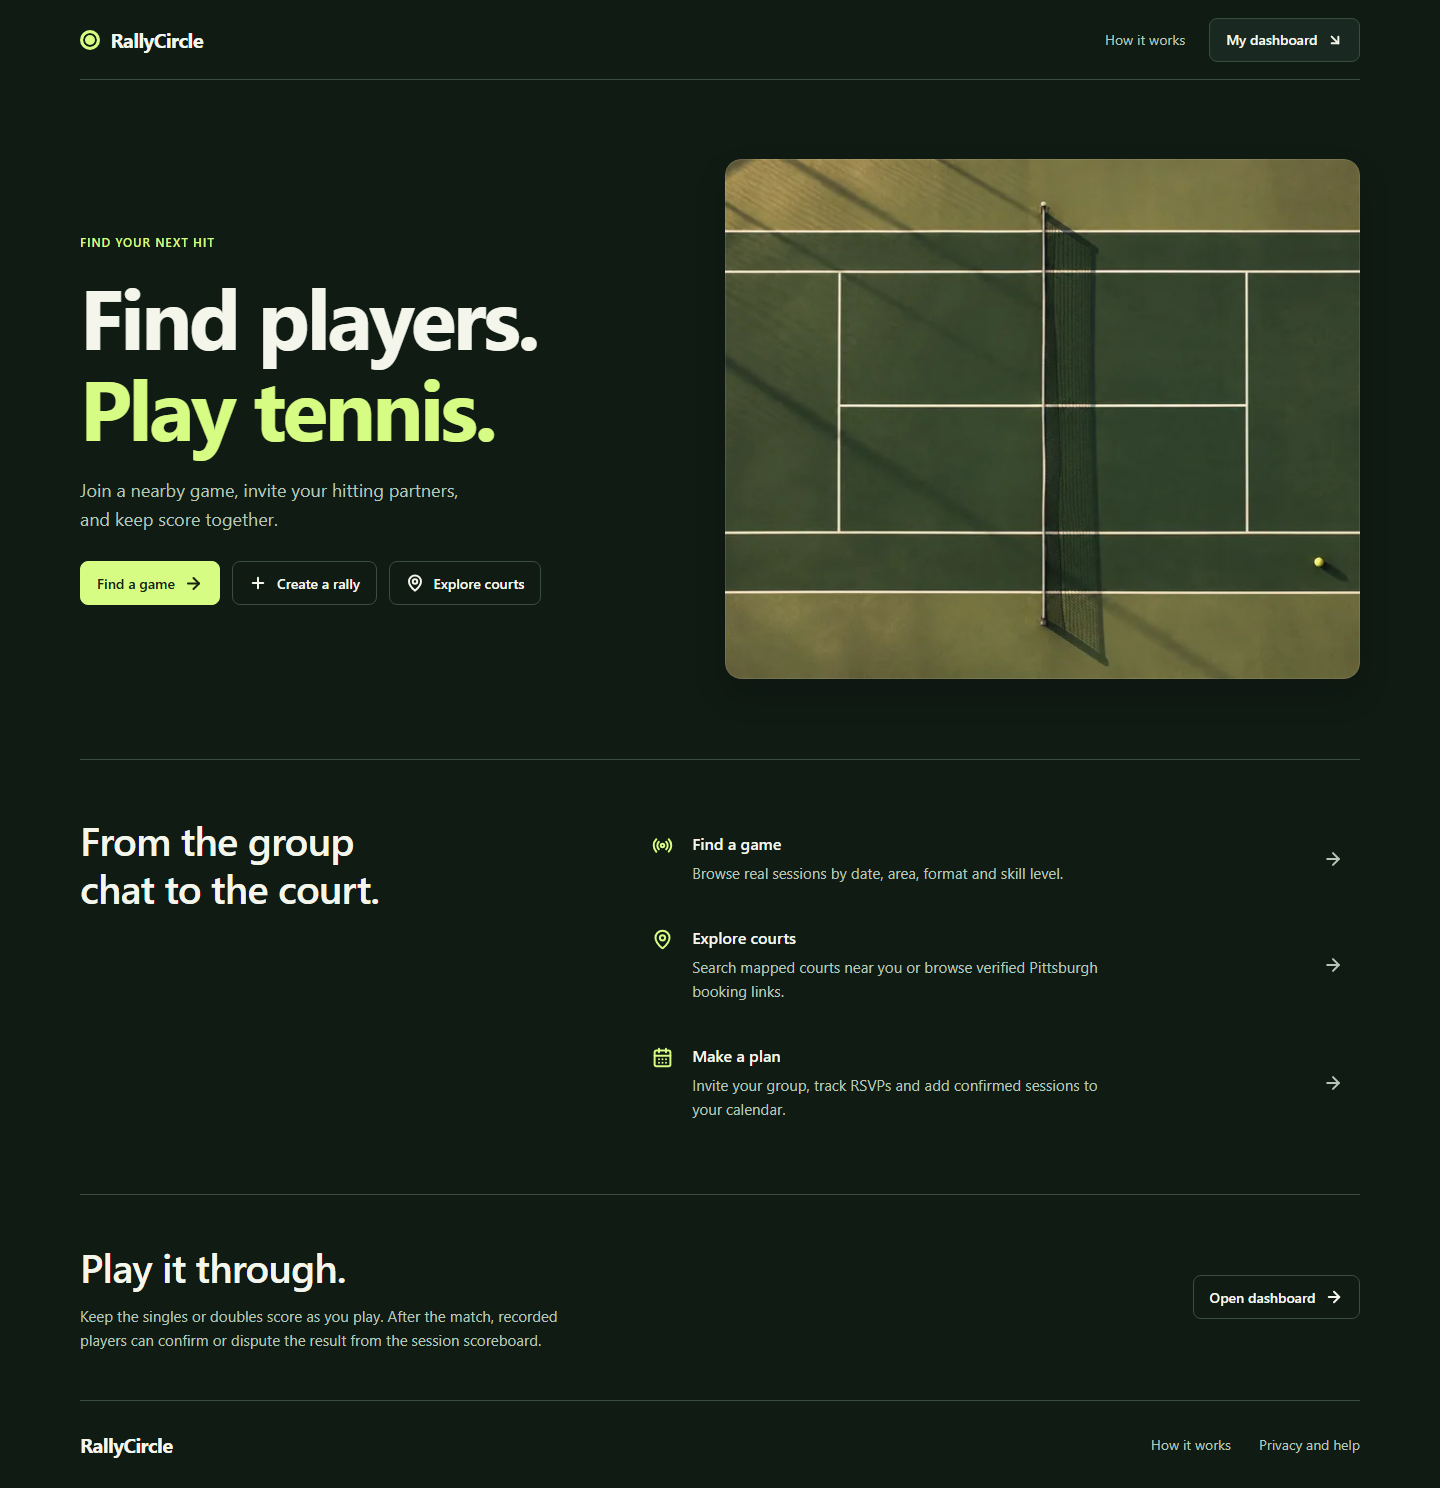 RallyCircle
How it works
My dashboard
FIND YOUR NEXT HIT
Find players.
Play tennis.
Join a nearby game, invite your hitting partners,
and keep score together.
Find a game
Create a rally
Explore courts
From the group
chat to the court.
Find a game
Browse real sessions by date, area, format and skill level.
Explore courts
Search mapped courts near you or browse verified Pittsburgh
booking links.
Make a plan
Invite your group, track RSVPs and add confirmed sessions to
your calendar.
Play it through.
Keep the singles or doubles score as you play. After the match, recorded
players can confirm or dispute the result from the session scoreboard.
Open dashboard
RallyCircle
How it works
Privacy and help